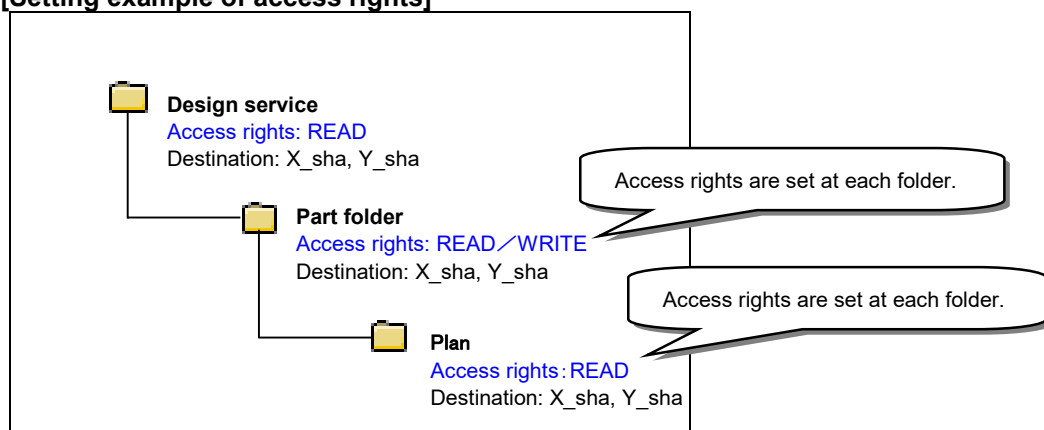 [Setting example of access rights]
Design service
Access rights: READ
Destination: X_sha, Y_sha
Access rights are set at each folder.
Part folder
Access rights: READ／WRITE
Destination: X_sha, Y_sha
Access rights are set at each folder.
Plan
Access rights：READ
Destination: X_sha, Y_sha